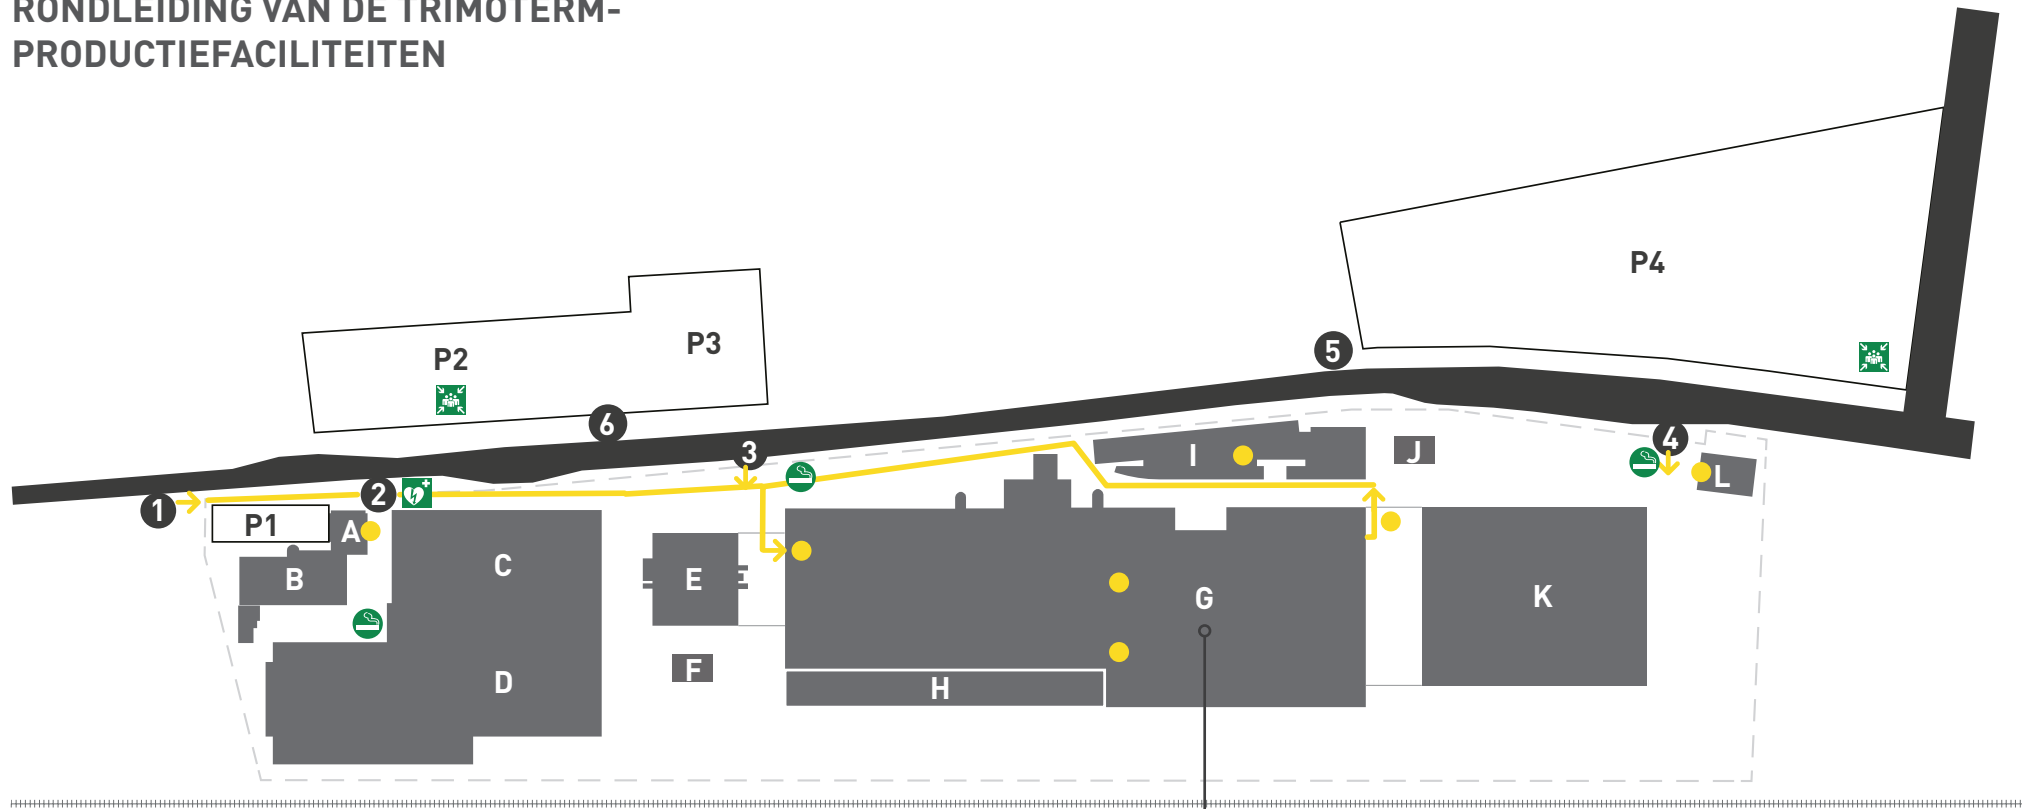 RONDLEIDING VAN DE TRIMOTERM-
PRODUCTIEFACILITEITEN
P4
P3
P2
5
6
4
3
I
J
L
2
1
P1
A
C
E
B
G
K
F
D
H